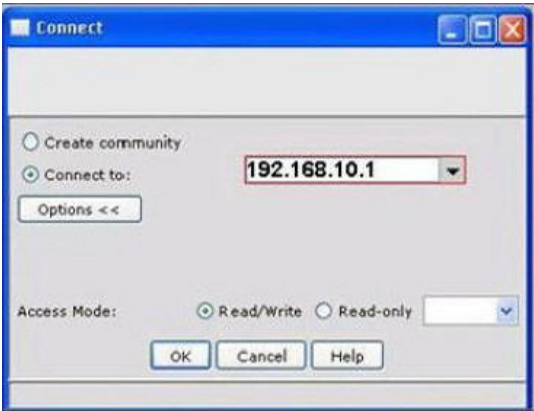 Connect
Create community
Connect to:
192.168.10.1
Options <<
Access Mode:
Read/Write
Read-only
OK
Cancel
Help